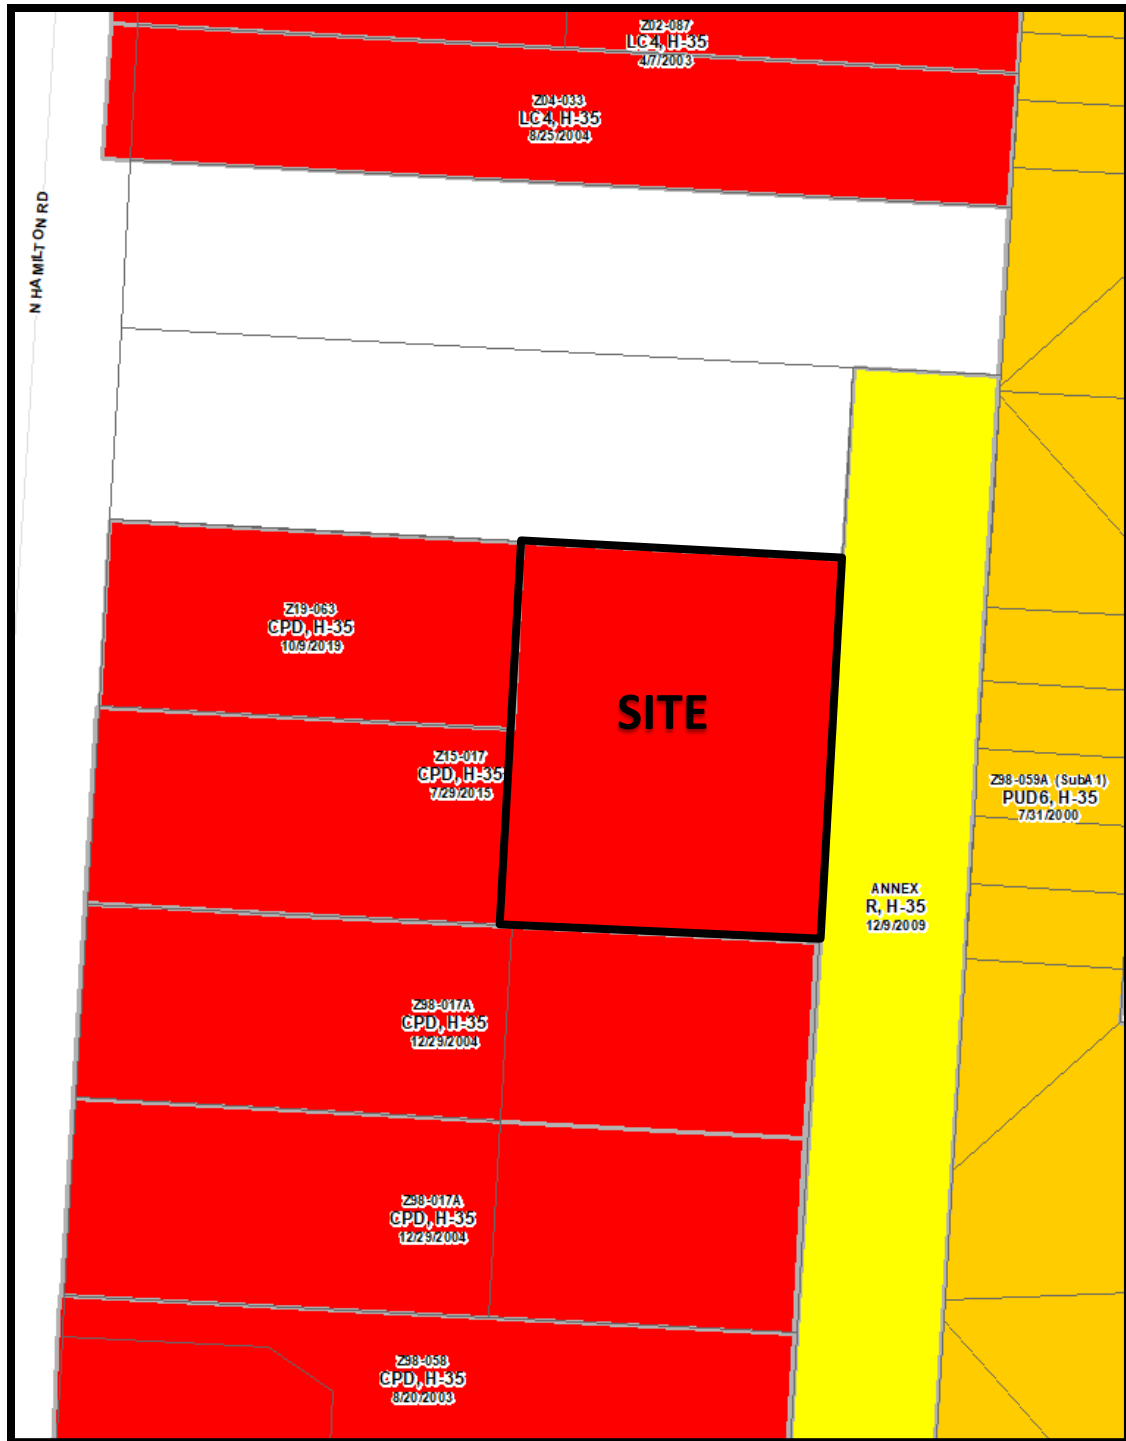 Z02-087
LC4, H-35
4/7/2003
Z04-033
LC4, H-35
8/25/2004
N HAMILTON RD
Z19-063
CPD, H-35
10/9/2019
SITE
Z15-017
CPD, H-35
7/29/2015
Z98-059A (SubA 1)
PUD6, H-35
7/31/2000
ANNEX
R, H-35
12/9/2009
Z98-017A
CPD, H-35
12/29/2004
Z98-017A
CPD, H-35
12/29/2004
Z98-058
CPD, H-35
8/20/2003